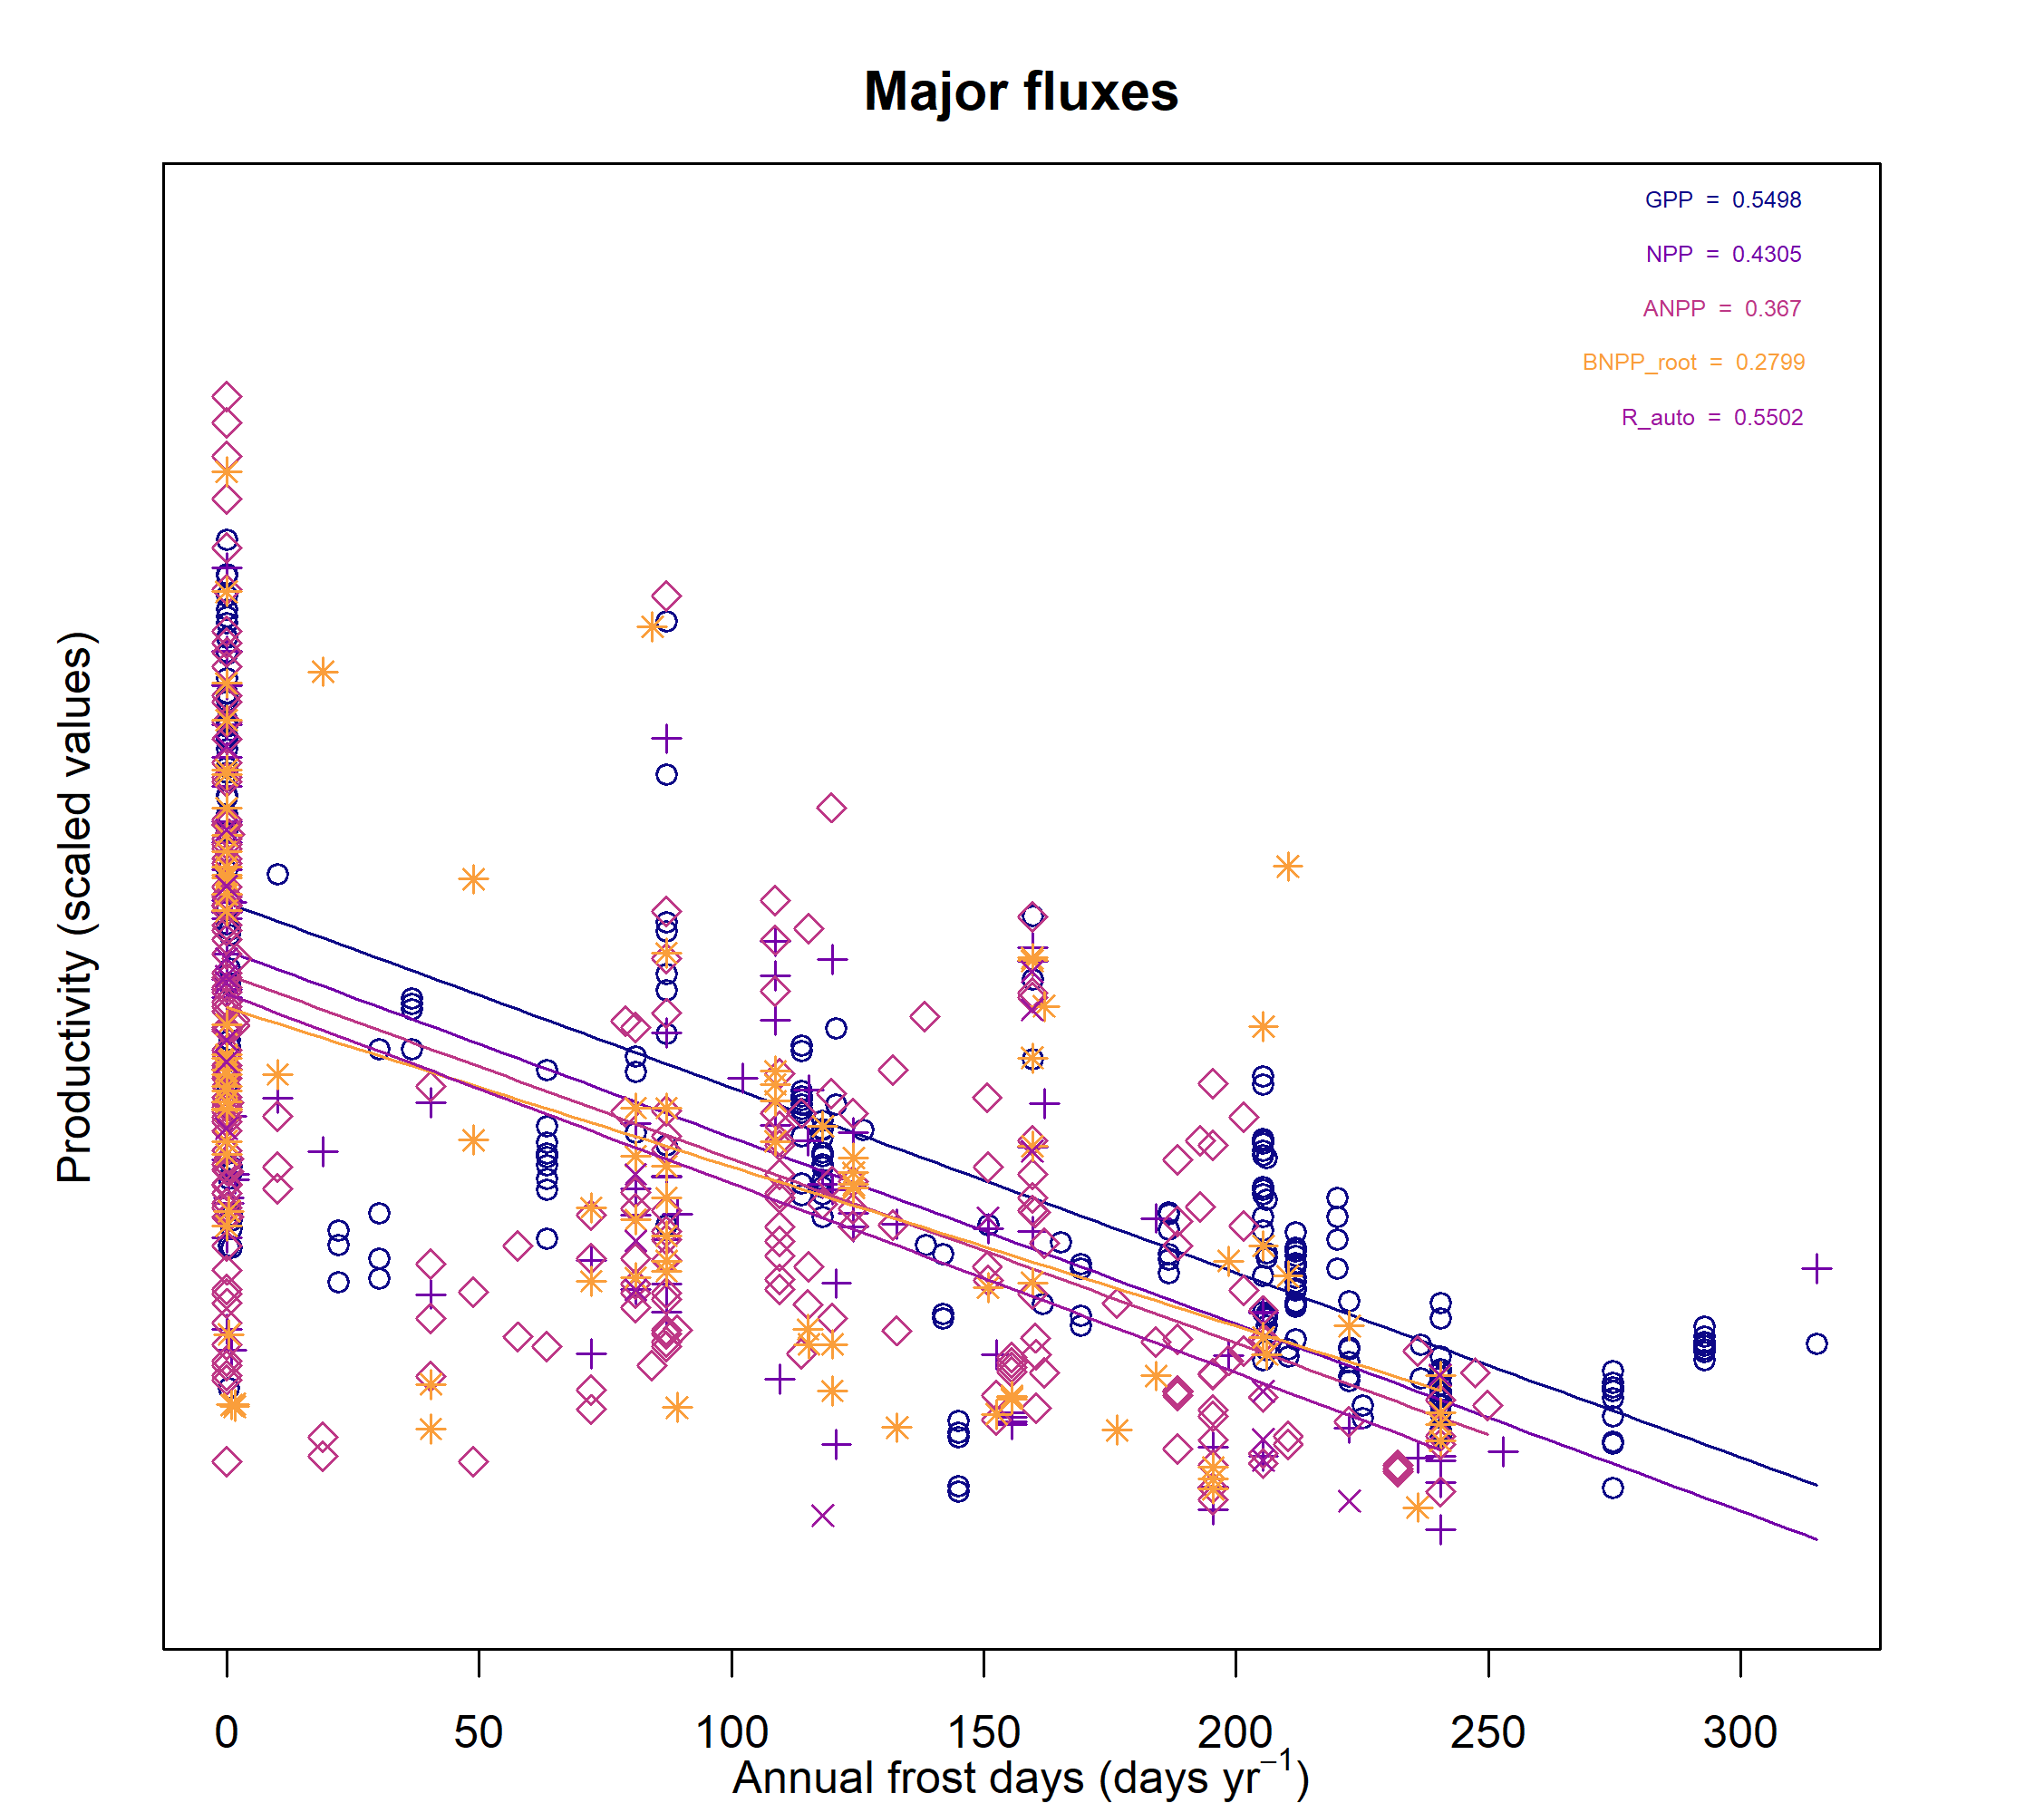 Major fluxes
GPP = 0.5498
NPP = 0.4305
ANPP = 0.367
BNPP_root = 0.2799
R_auto = 0.5502
Productivity (scaled values)
0 50 100 150 200 250 300
Annual frost days (days yr⁻¹)